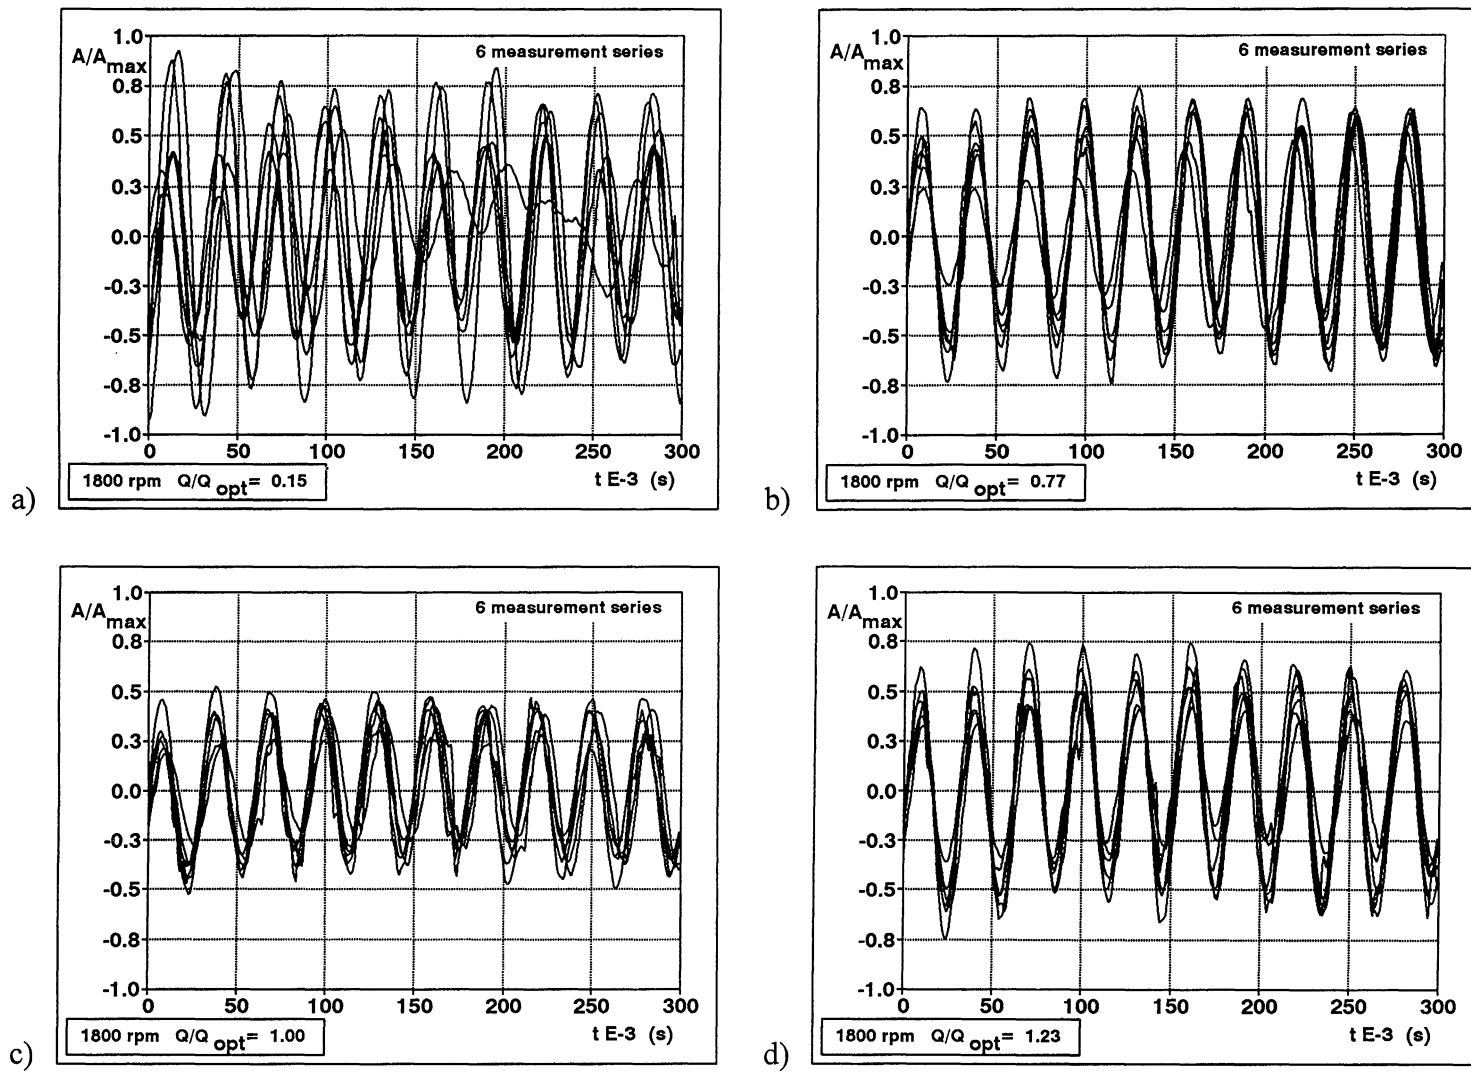 1.0
A/A max
6 measurement series
0.8
0.5
0.3
0.0
-0.3
-0.5
-0.8
-1.0
0 50 100 150 200 250 300
1800 rpm Q/Q opt = 0.15
t E-3 (s)
a)
1.0
A/A max
6 measurement series
0.8
0.5
0.3
0.0
-0.3
-0.5
-0.8
-1.0
0 50 100 150 200 250 300
1800 rpm Q/Q opt = 0.77
t E-3 (s)
b)
1.0
A/A max
6 measurement series
0.8
0.5
0.3
0.0
-0.3
-0.5
-0.8
-1.0
0 50 100 150 200 250 300
1800 rpm Q/Q opt = 1.00
t E-3 (s)
c)
1.0
A/A max
6 measurement series
0.8
0.5
0.3
0.0
-0.3
-0.5
-0.8
-1.0
0 50 100 150 200 250 300
1800 rpm Q/Q opt = 1.23
t E-3 (s)
d)